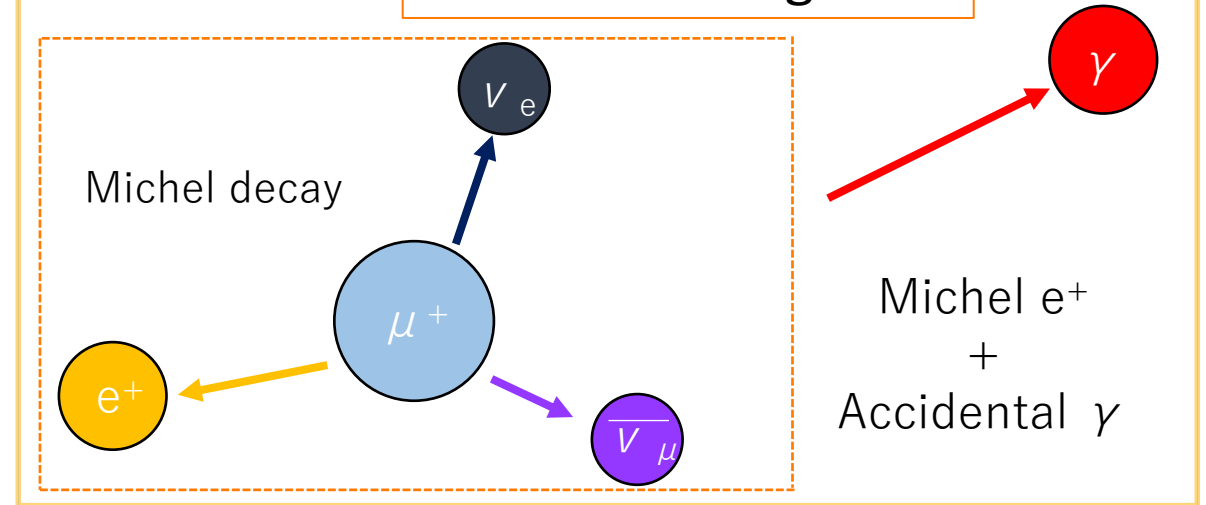 ν e
γ
Michel decay
μ +
Michel e+
+
Accidental γ
e+
ν̅ μ